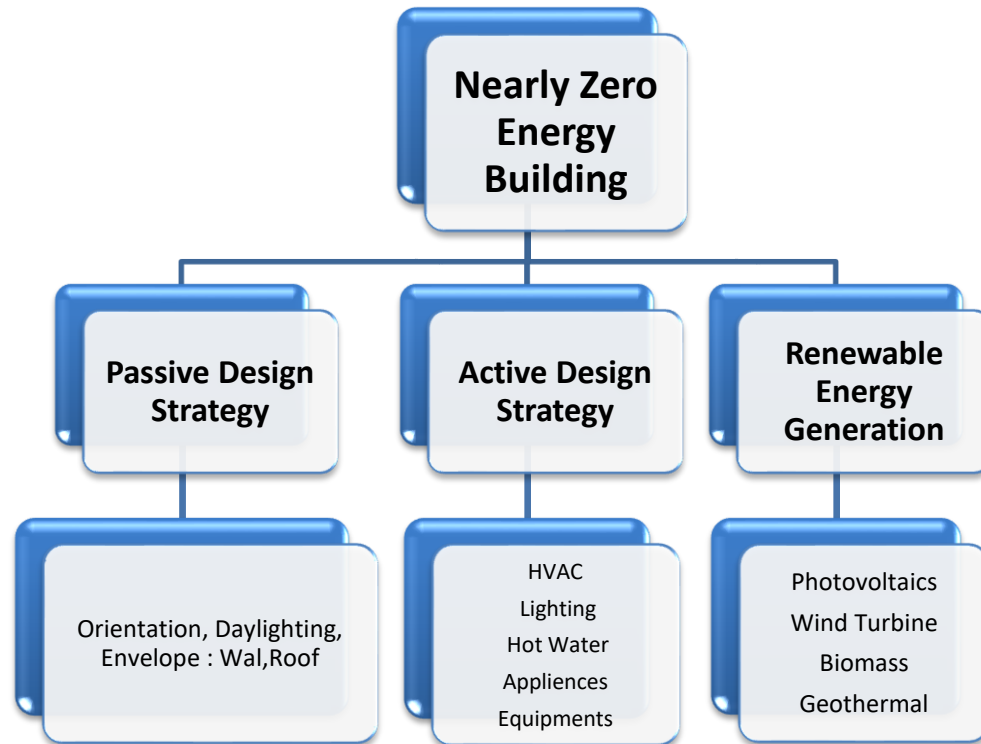 Nearly Zero
Energy
Building
Passive Design
Strategy
Active Design
Strategy
Renewable
Energy
Generation
Orientation, Daylighting,
Envelope : Wal,Roof
HVAC
Lighting
Hot Water
Appliences
Equipments
Photovoltaics
Wind Turbine
Biomass
Geothermal